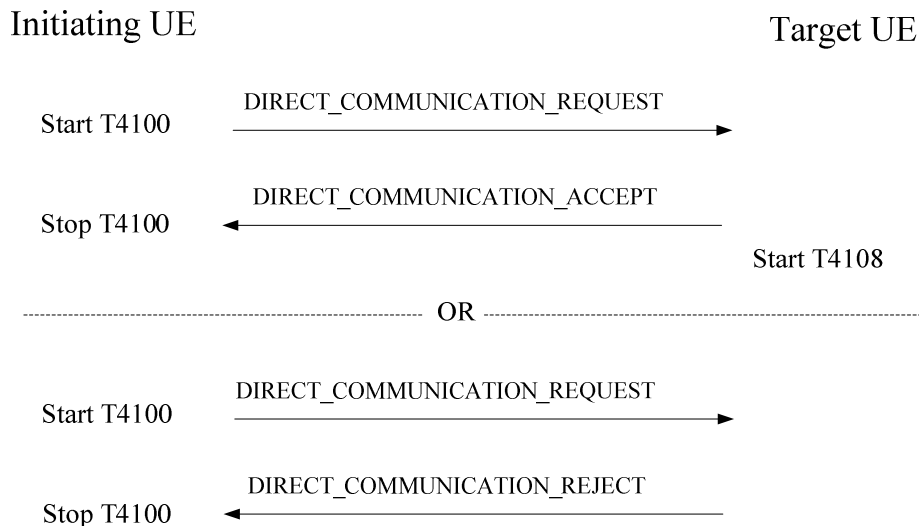 Initiating UE
Target UE
DIRECT_COMMUNICATION_REQUEST
Start T4100
DIRECT_COMMUNICATION_ACCEPT
Stop T4100
Start T4108
OR
DIRECT_COMMUNICATION_REQUEST
Start T4100
DIRECT_COMMUNICATION_REJECT
Stop T4100